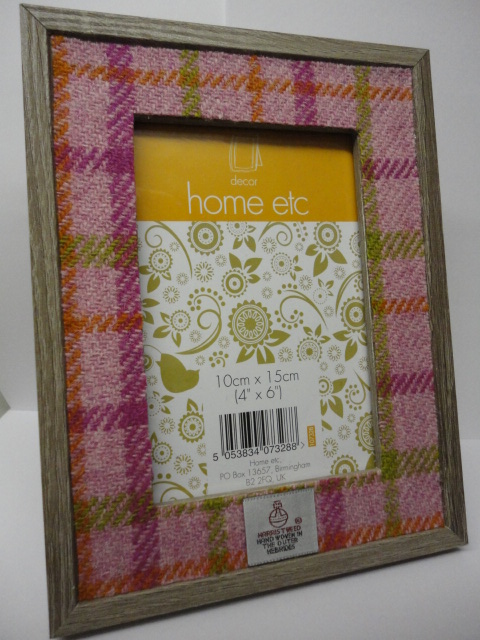 decor
home etc
10cm x 15cm
(4" x 6")
5 053834 073288 >
Home etc,
PO Box 13657, Birmingham
B2 2FQ, UK
HARRIS TWEED
HAND WOVEN IN
THE OUTER
HEBRIDES